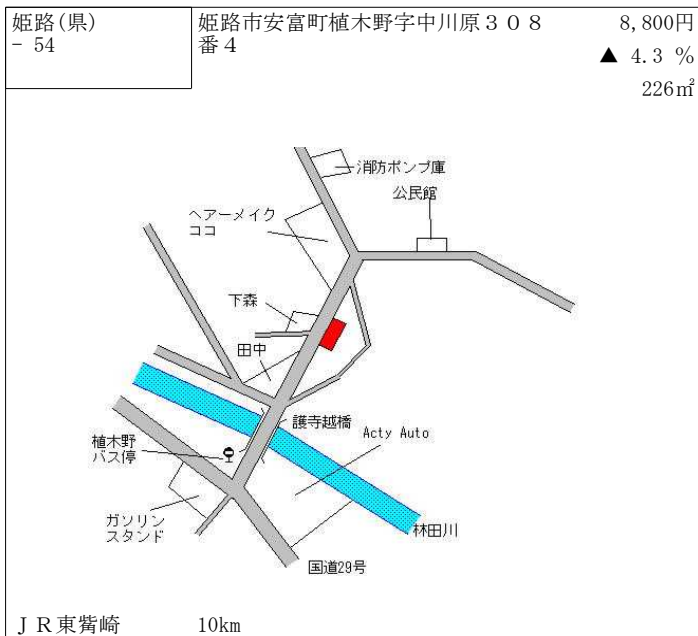 姫路(県)
- 54
姫路市安富町植木野字中川原３０８
番４
8,800円
▲ 4.3 %
226㎡
消防ポンプ庫
公民館
ヘアーメイク
ココ
下森
田中
護寺越橋
Acty Auto
植木野
バス停
ガソリン
スタンド
林田川
国道29号
ＪＲ東觜崎
10km